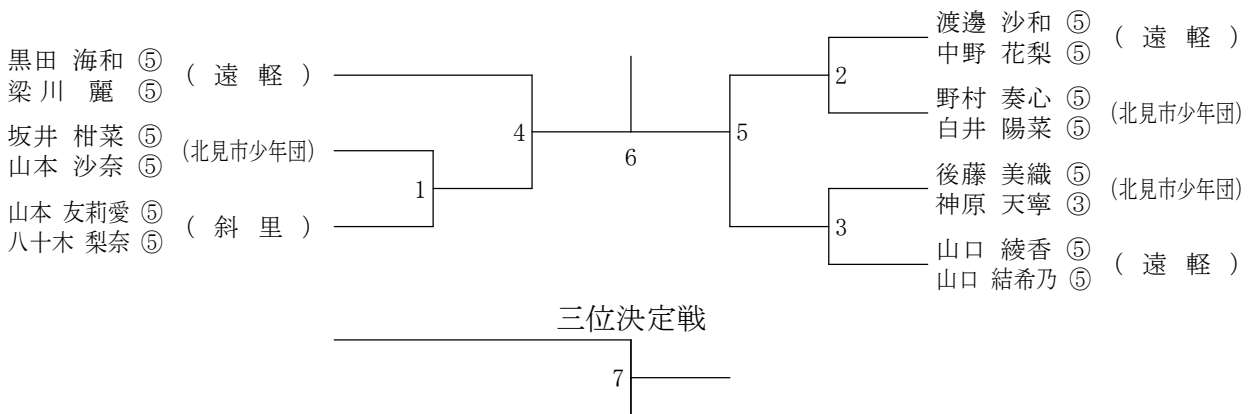 黒田 海和 ⑤
梁川 麗 ⑤
( 遠 軽 )
坂井 柑菜 ⑤
山本 沙奈 ⑤
(北見市少年団)
山本 友莉愛 ⑤
八十木 梨奈 ⑤
( 斜 里 )
1
4
6
渡邊 沙和 ⑤
中野 花梨 ⑤
( 遠 軽 )
野村 奏心 ⑤
白井 陽菜 ⑤
(北見市少年団)
後藤 美織 ⑤
神原 天寧 ③
(北見市少年団)
山口 綾香 ⑤
山口 結希乃 ⑤
( 遠 軽 )
2
3
5
三位決定戦
7